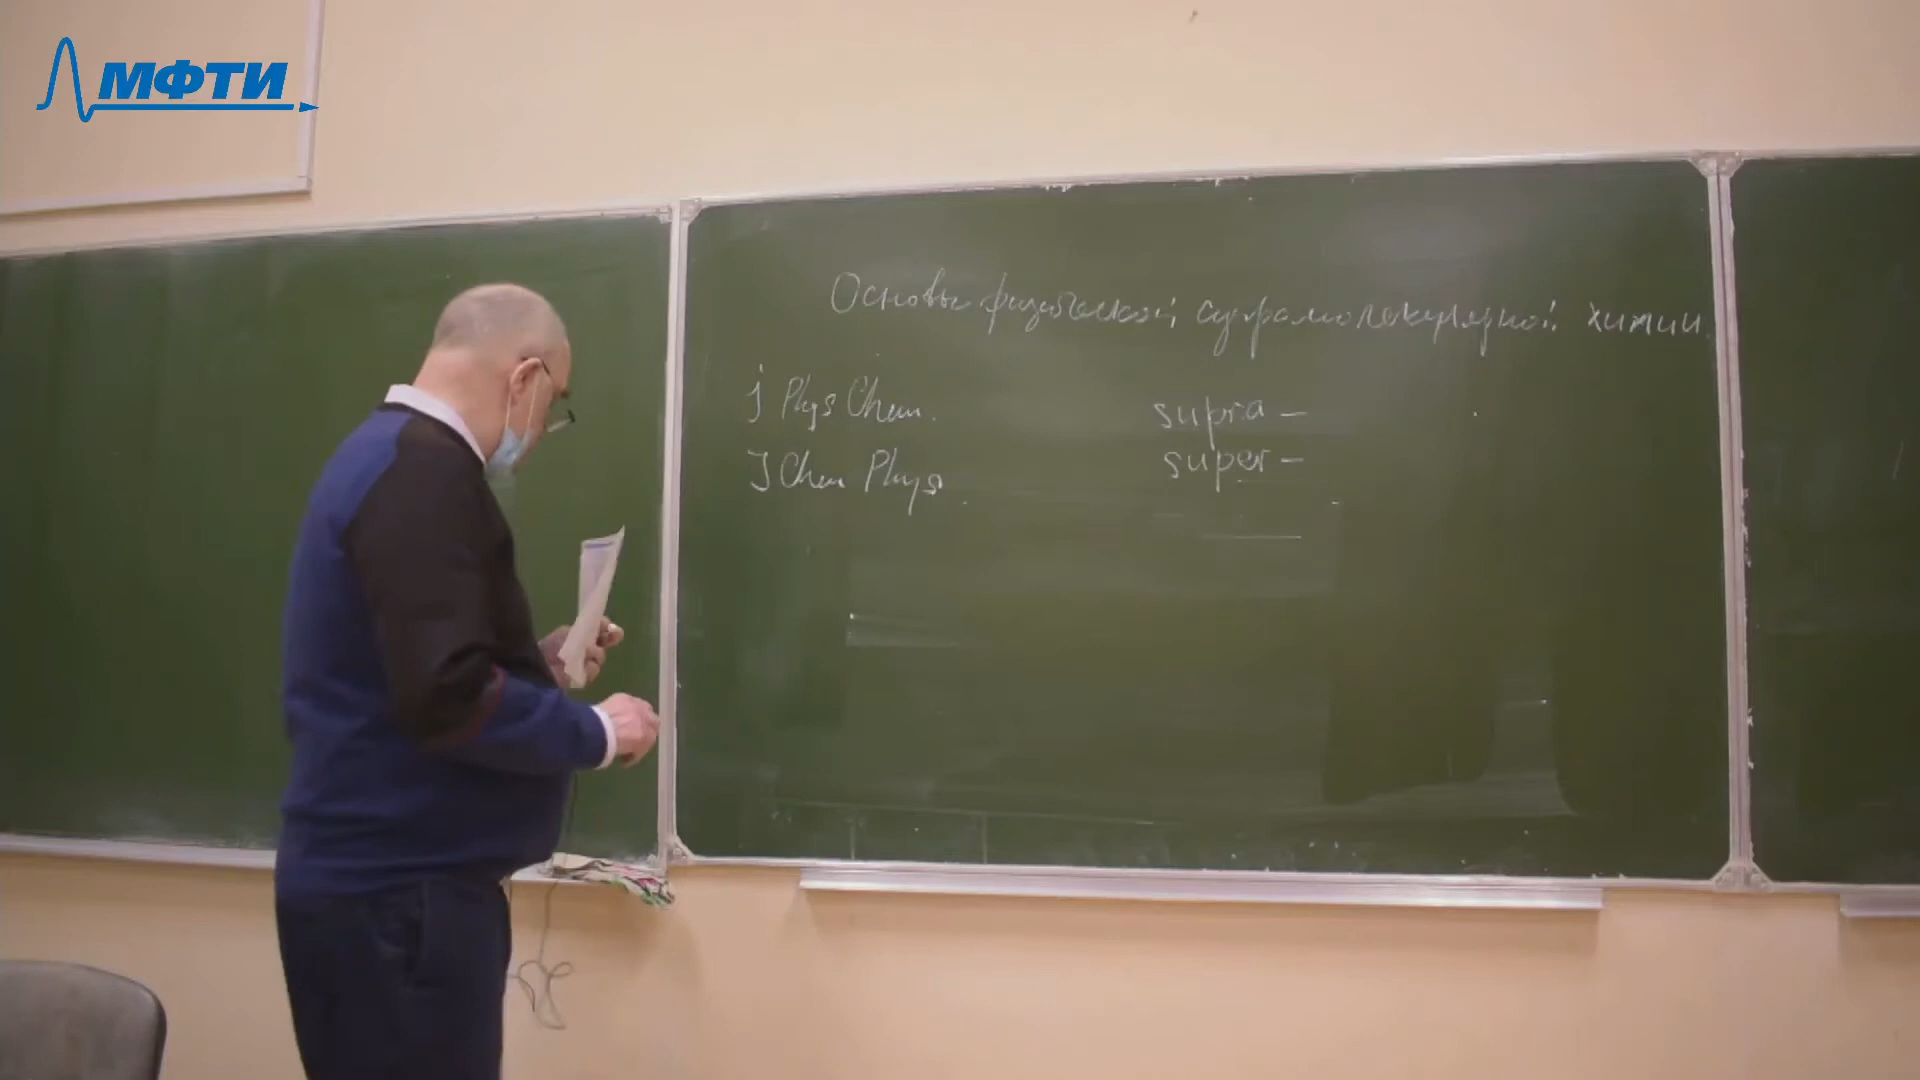 МФТИ
Основы физической супрамолекулярной химии.
J Phys Chem.
J Chem Phys.
supra –
super –